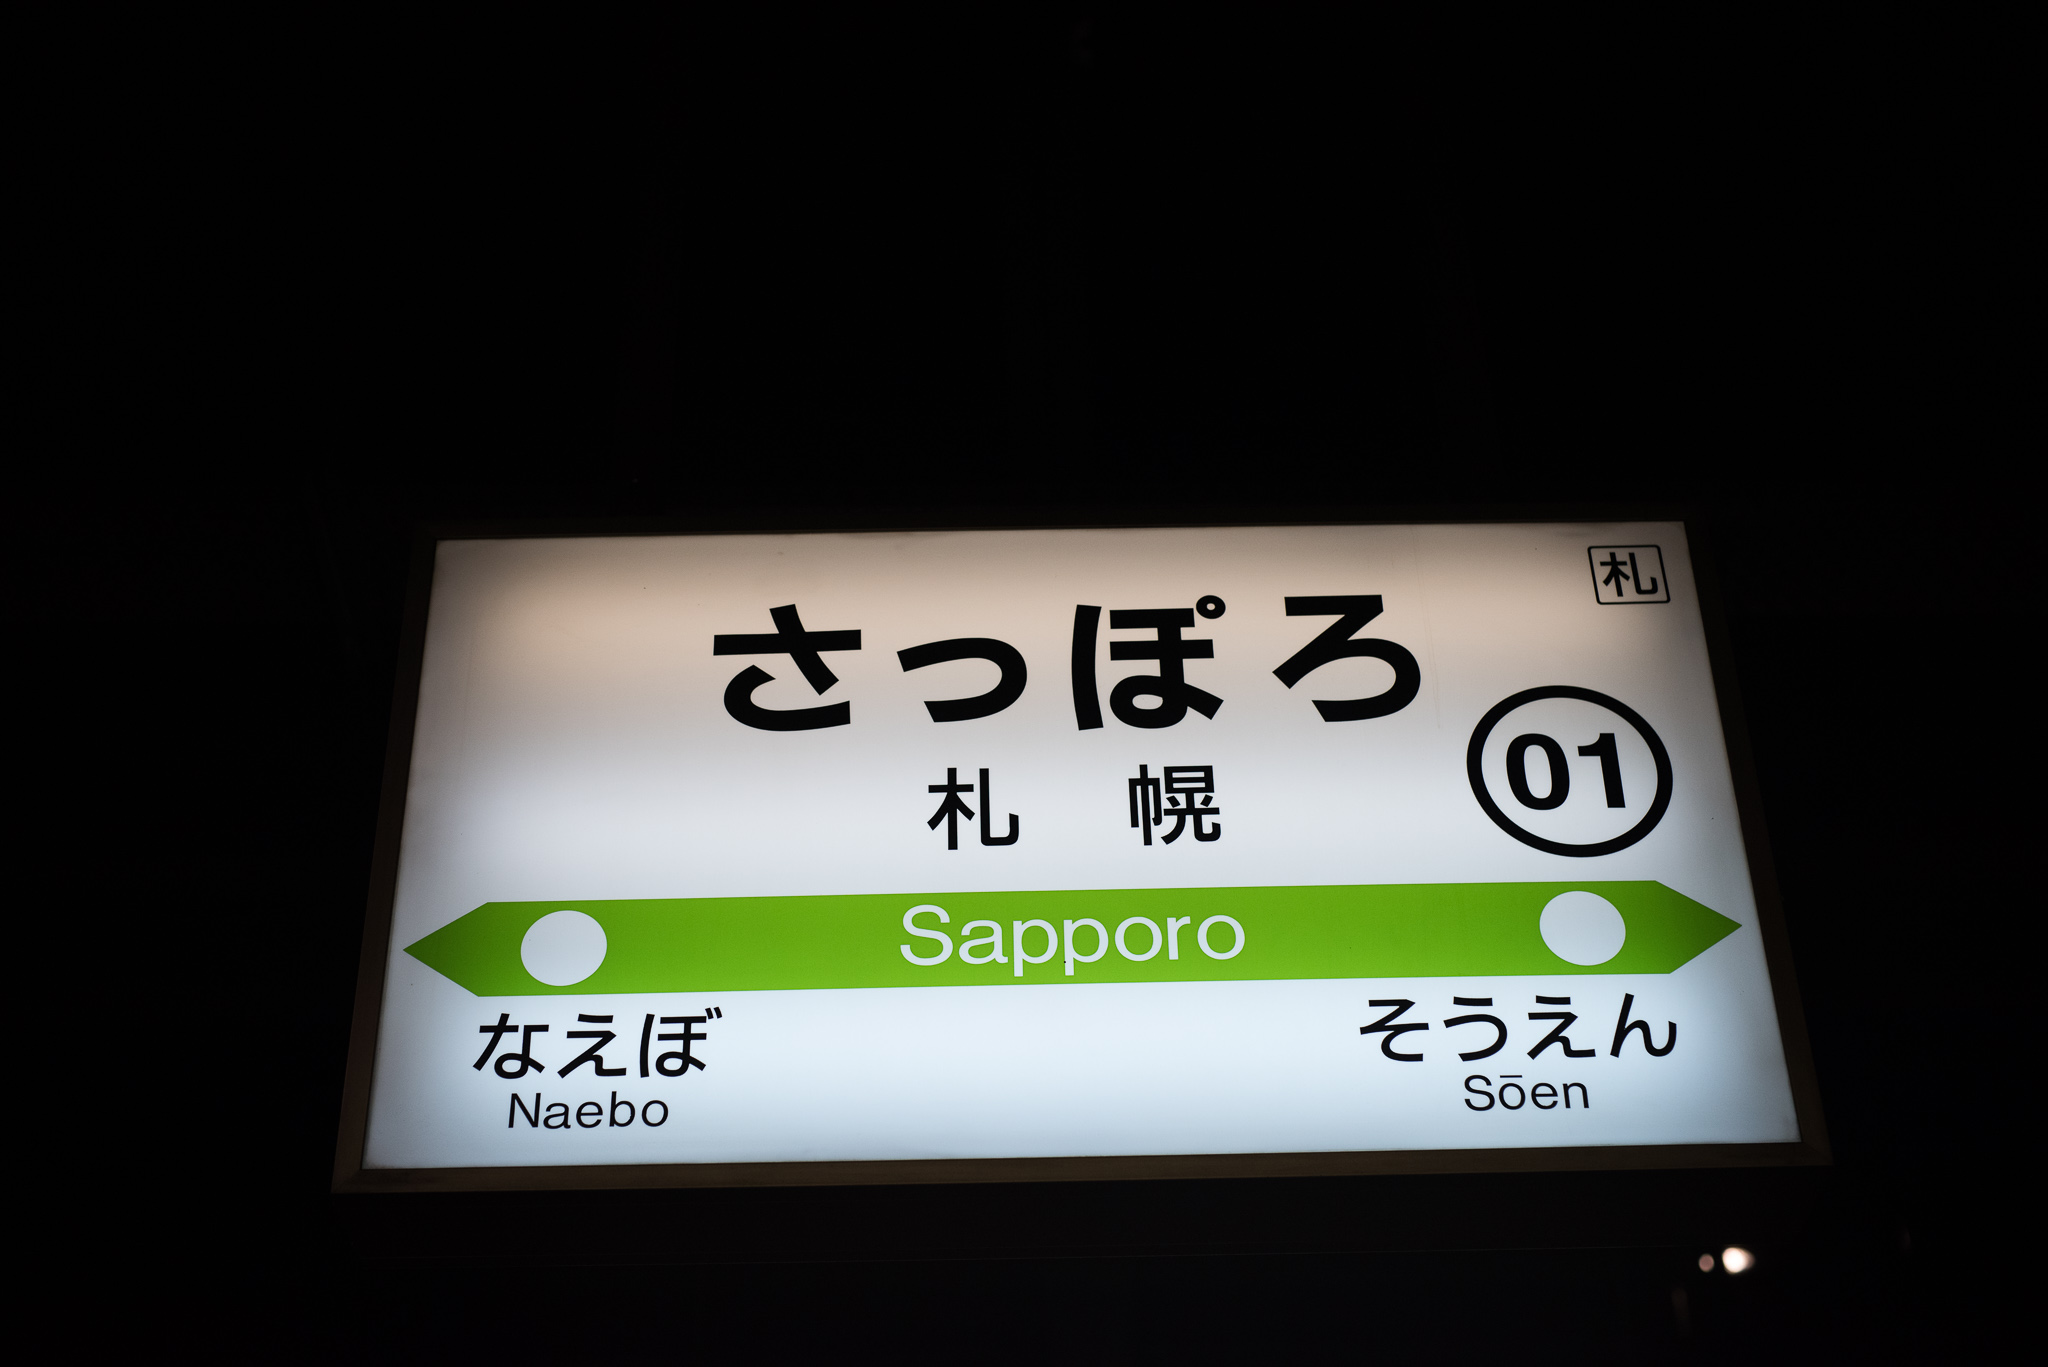 札
さっぽろ
札幌
01
Sapporo
なえぼ
Naebo
そうえん
Sōen